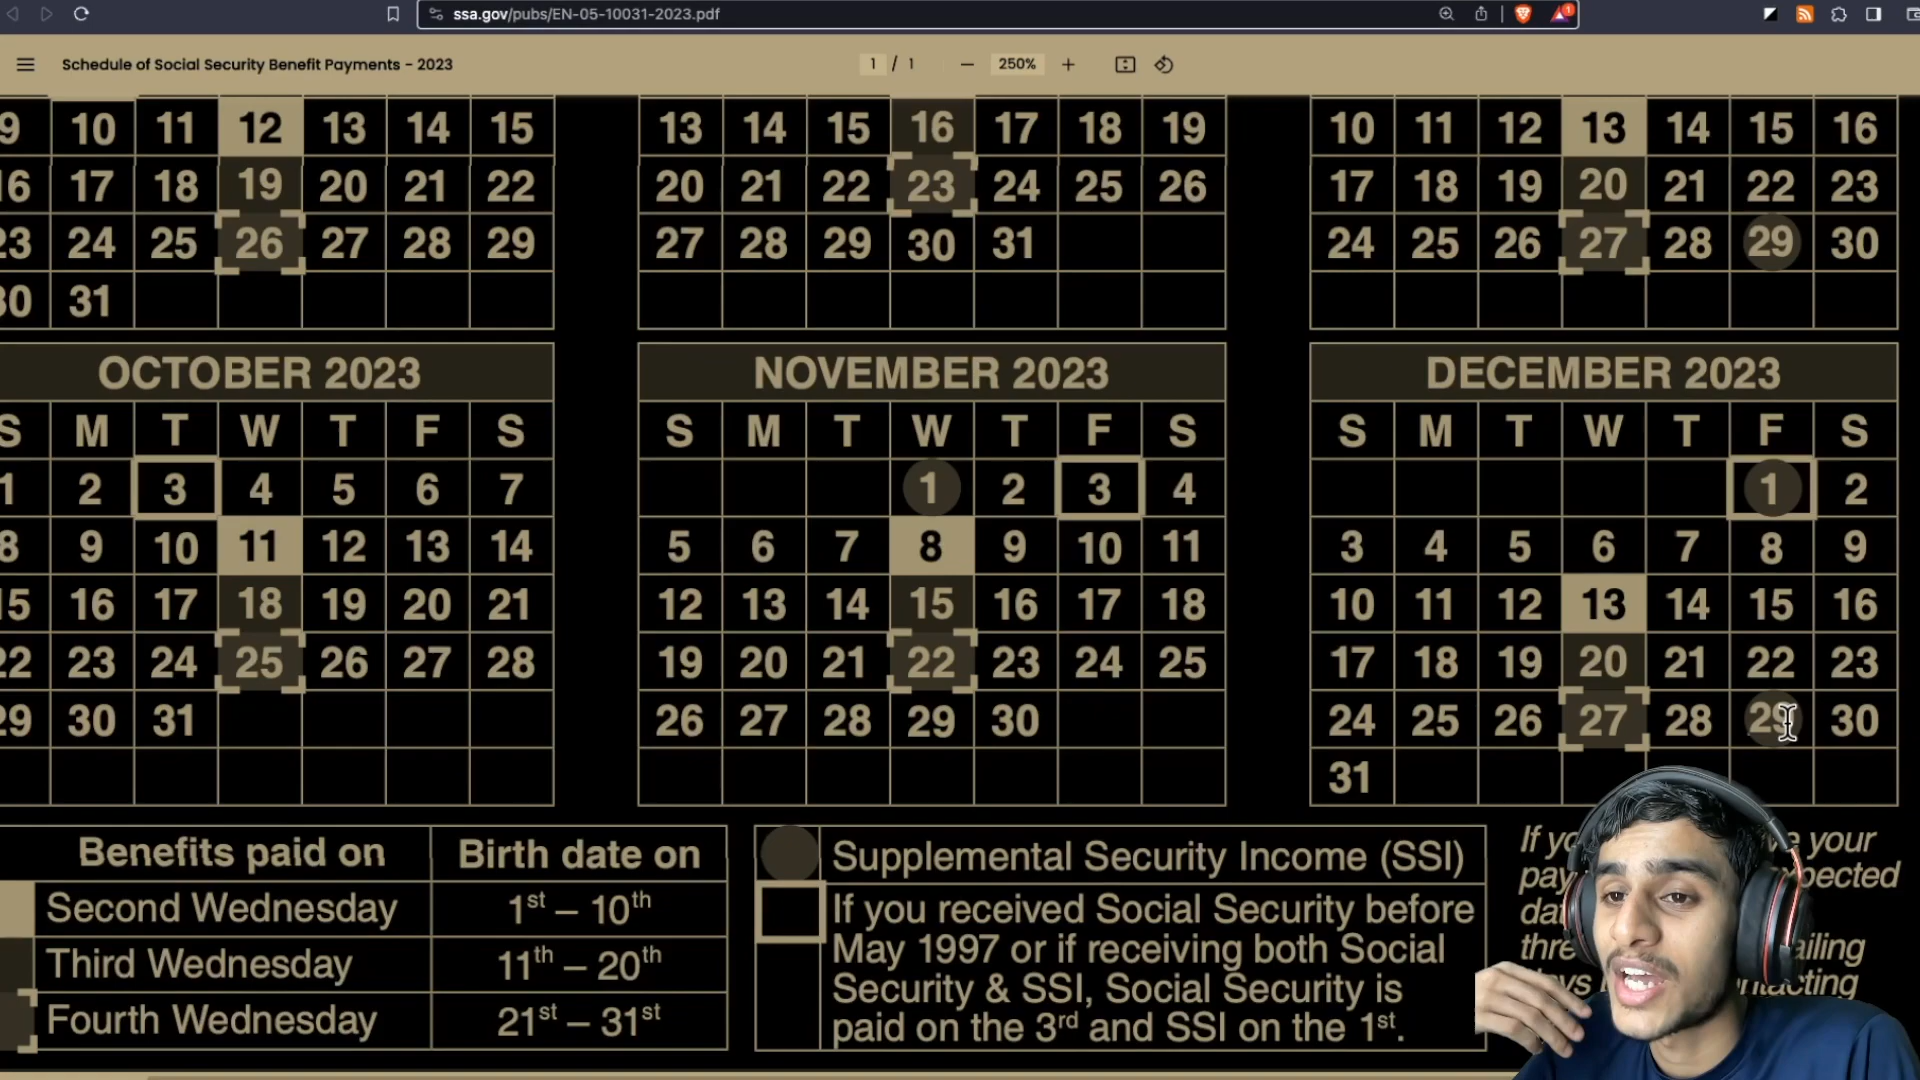 ssa.gov/pubs/EN-05-10031-2023.pdf
1
Schedule of Social Security Benefit Payments - 2023
1 / 1
250%
9 10 11 12 13 14 15
16 17 18 19 20 21 22
23 24 25 26 27 28 29
30 31
13 14 15 16 17 18 19
20 21 22 23 24 25 26
27 28 29 30 31
10 11 12 13 14 15 16
17 18 19 20 21 22 23
24 25 26 27 28 29 30
OCTOBER 2023
S M T W T F S
1 2 3 4 5 6 7
8 9 10 11 12 13 14
15 16 17 18 19 20 21
22 23 24 25 26 27 28
29 30 31
NOVEMBER 2023
S M T W T F S
1 2 3 4
5 6 7 8 9 10 11
12 13 14 15 16 17 18
19 20 21 22 23 24 25
26 27 28 29 30
DECEMBER 2023
S M T W T F S
1 2
3 4 5 6 7 8 9
10 11 12 13 14 15 16
17 18 19 20 21 22 23
24 25 26 27 28 29 30
31
Benefits paid on Birth date on
Second Wednesday 1st – 10th
Third Wednesday 11th – 20th
Fourth Wednesday 21st – 31st
Supplemental Security Income (SSI)
If you received Social Security before
May 1997 or if receiving both Social
Security & SSI, Social Security is
paid on the 3rd and SSI on the 1st.
your